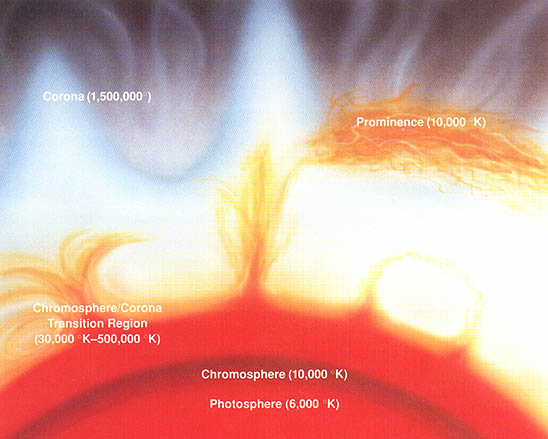 Corona (1,500,000°)
Prominence (10,000 °K)
Chromosphere/Corona
Transition Region
(30,000 °K–500,000 °K)
Chromosphere (10,000 °K)
Photosphere (6,000 °K)